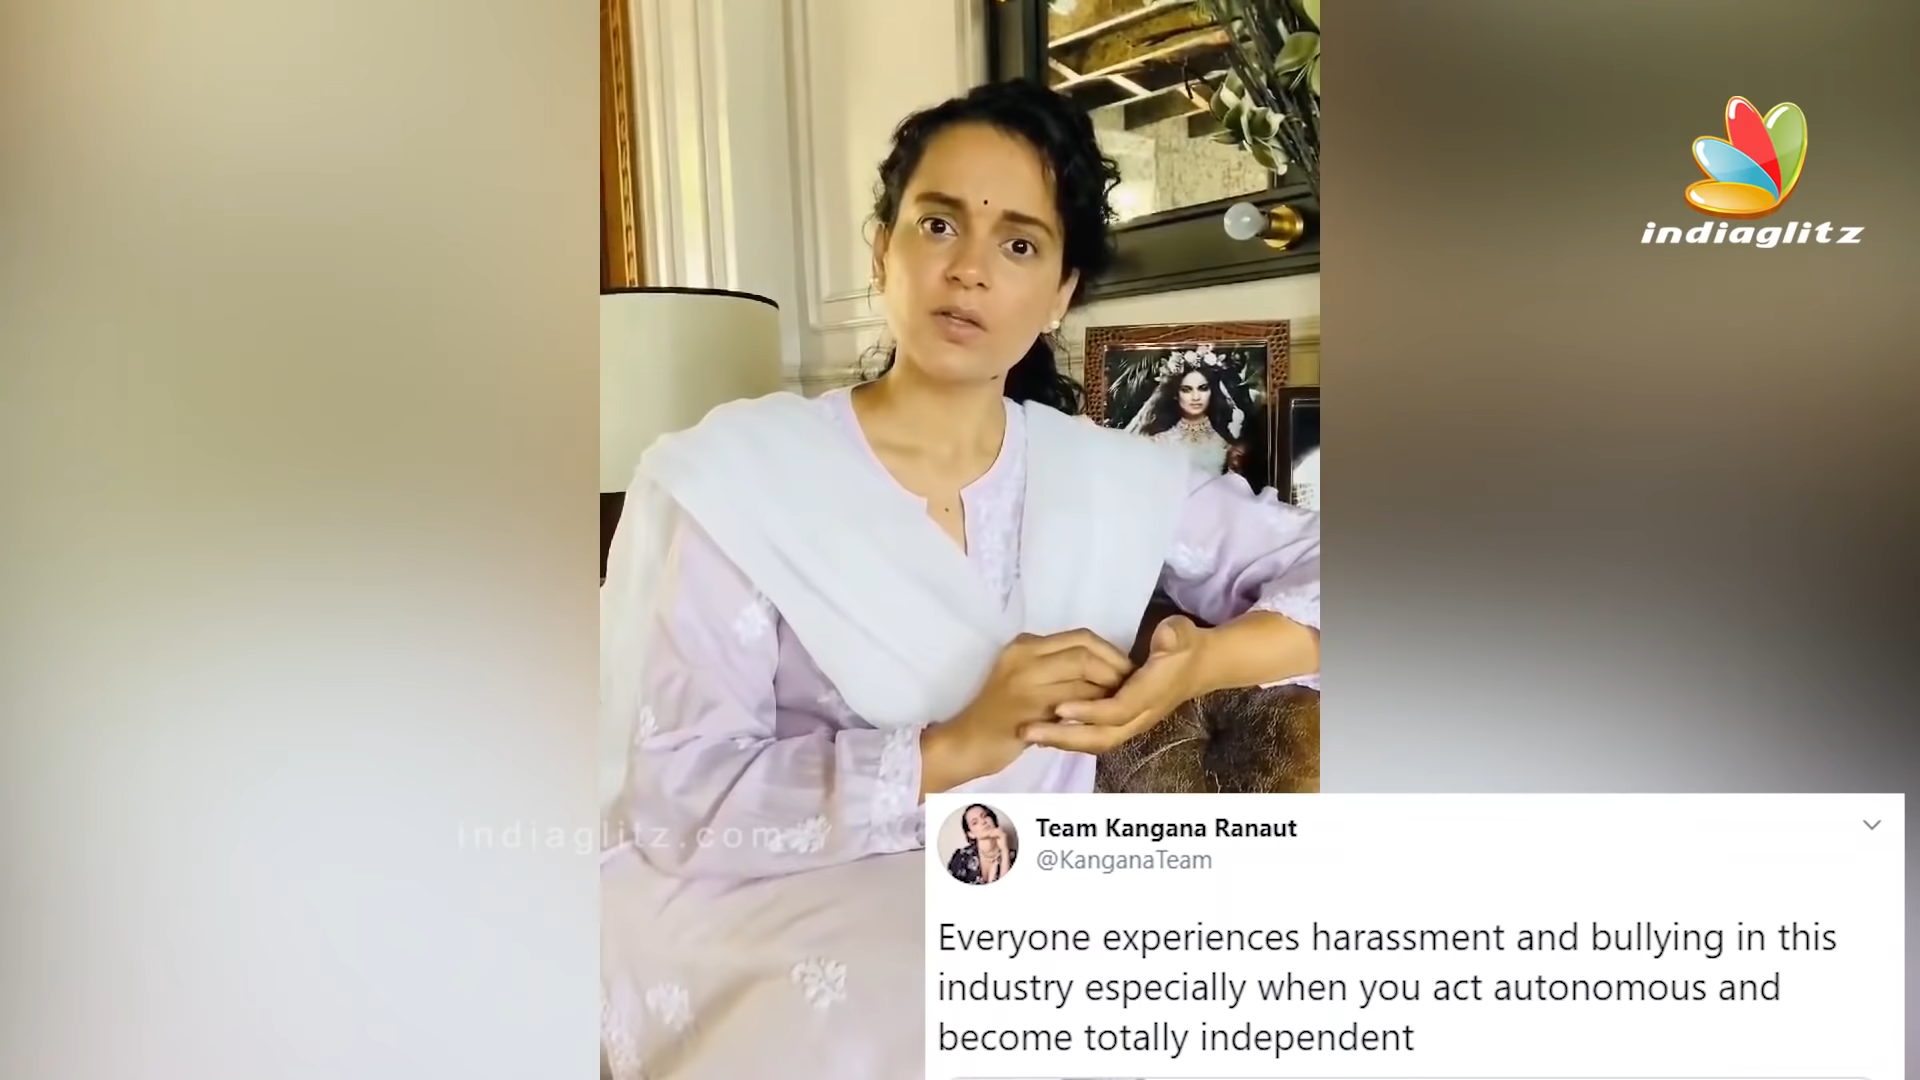 indiaglitz
indiaglitz.com
Team Kangana Ranaut
@KanganaTeam
Everyone experiences harassment and bullying in this
industry especially when you act autonomous and
become totally independent